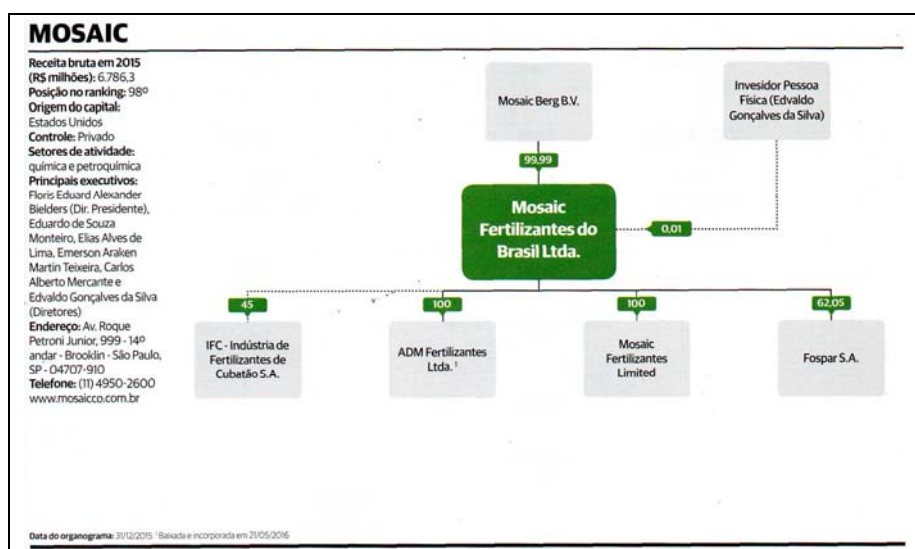 MOSAIC
Receita bruta em 2015
(R$ milhões): 6.786,3
Posição no ranking: 98º
Origem do capital:
Estados Unidos
Controle: Privado
Setores de atividade:
química e petroquímica
Principais executivos:
Floris Eduard Alexander
Bielders (Dir. Presidente),
Eduardo de Souza
Monteiro, Elias Alves de
Lima, Emerson Araken
Martin Teixeira, Carlos
Alberto Mercante e
Edvaldo Gonçalves da Silva
(Diretores)
Endereço: Av. Roque
Petroni Junior, 999 - 14º
andar - Brooklin - São Paulo,
SP - 04707-910
Telefone: (11) 4950-2600
www.mosaicco.com.br
Mosaic Berg B.V.
Invesidor Pessoa
Física (Edvaldo
Gonçalves da Silva)
99,99
Mosaic
Fertilizantes do
Brasil Ltda.
0,01
45
100
100
62,05
IFC - Indústria de
Fertilizantes de
Cubatão S.A.
ADM Fertilizantes
Ltda. ¹
Mosaic
Fertilizantes
Limited
Fospar S.A.
Data do organograma: 31/12/2015. ¹ Baixada e incorporada em 21/05/2016